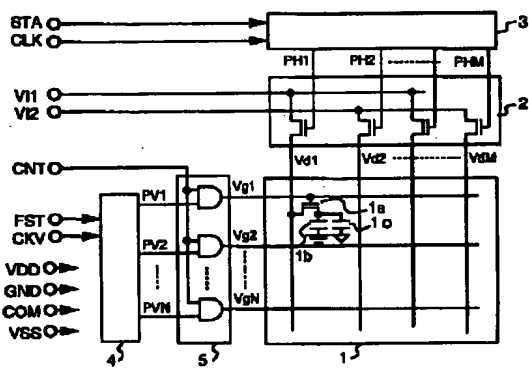 STA
CLK
3
PH1 PH2 PHM
VI1
VI2
2
Vd1 Vd2 VdM
CNT
PV1 Vg1
1a
FST
CKV
PV2 Vg2
1b
VDD
GND
COM
VSS
PVN VgN
4 5 1